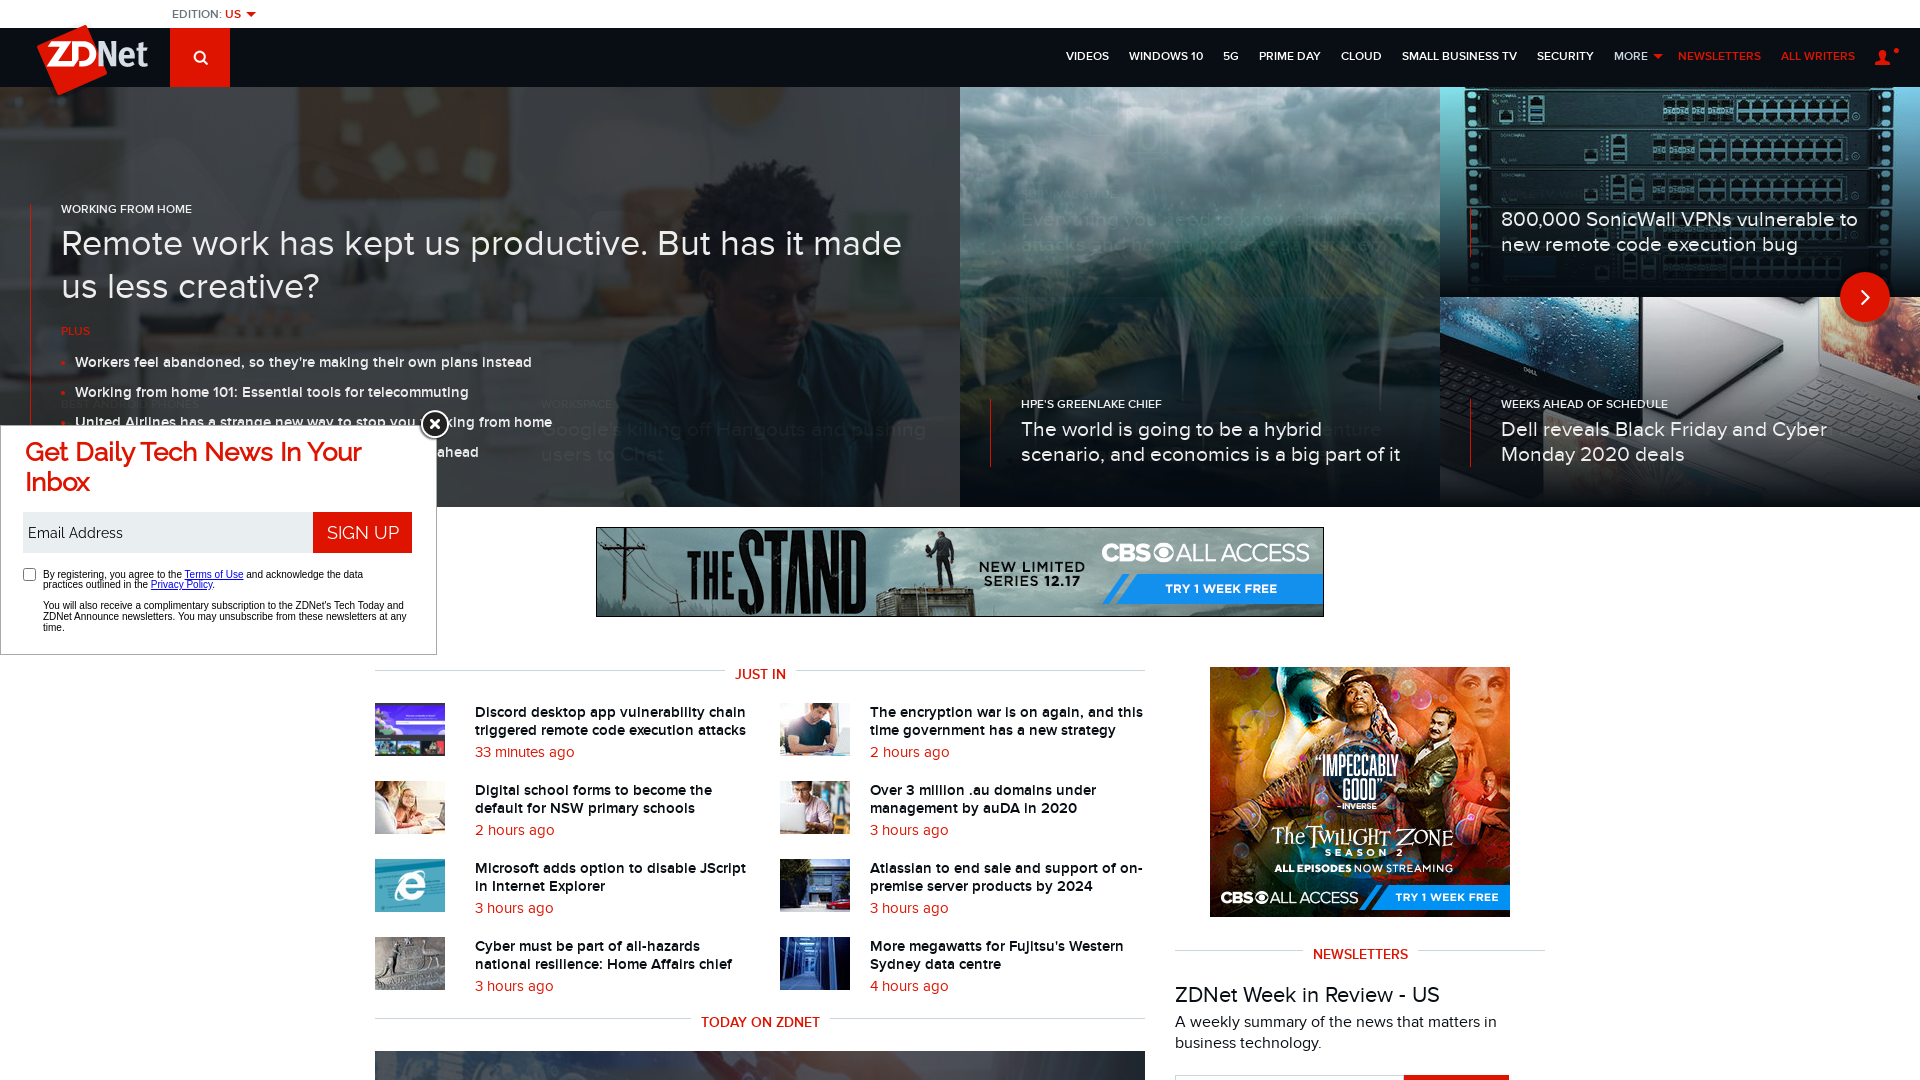 EDITION: US
ZDNet
VIDEOS
WINDOWS 10
5G
PRIME DAY
CLOUD
SMALL BUSINESS TV
SECURITY
MORE
NEWSLETTERS
ALL WRITERS
WORKING FROM HOME
Remote work has kept us productive. But has it made
us less creative?
PLUS
Workers feel abandoned, so they're making their own plans instead
Working from home 101: Essential tools for telecommuting
United Airlines has a strange new way to stop you
king from home
ahead
WORKSPACE
Google's killing off Hangouts and pushing
users to Chat
HPE'S GREENLAKE CHIEF
The world is going to be a hybrid
scenario, and economics is a big part of it
800,000 SonicWall VPNs vulnerable to
new remote code execution bug
WEEKS AHEAD OF SCHEDULE
Dell reveals Black Friday and Cyber
Monday 2020 deals
Get Daily Tech News In Your
Inbox
Email Address
SIGN UP
By registering, you agree to the Terms of Use and acknowledge the data
practices outlined in the Privacy Policy.
You will also receive a complimentary subscription to the ZDNet's Tech Today and
ZDNet Announce newsletters. You may unsubscribe from these newsletters at any
time.
THE STAND
NEW LIMITED
SERIES 12.17
CBS ALL ACCESS
TRY 1 WEEK FREE
JUST IN
Discord desktop app vulnerability chain
triggered remote code execution attacks
33 minutes ago
The encryption war is on again, and this
time government has a new strategy
2 hours ago
Digital school forms to become the
default for NSW primary schools
2 hours ago
Over 3 million .au domains under
management by auDA in 2020
3 hours ago
Microsoft adds option to disable JScript
in Internet Explorer
3 hours ago
Atlassian to end sale and support of on-
premise server products by 2024
3 hours ago
Cyber must be part of all-hazards
national resilience: Home Affairs chief
3 hours ago
More megawatts for Fujitsu's Western
Sydney data centre
4 hours ago
TODAY ON ZDNET
"IMPECCABLY
GOOD"
–INVERSE
The TWILIGHT ZONE
SEASON 2
ALL EPISODES NOW STREAMING
CBS ALL ACCESS
TRY 1 WEEK FREE
NEWSLETTERS
ZDNet Week in Review - US
A weekly summary of the news that matters in
business technology.